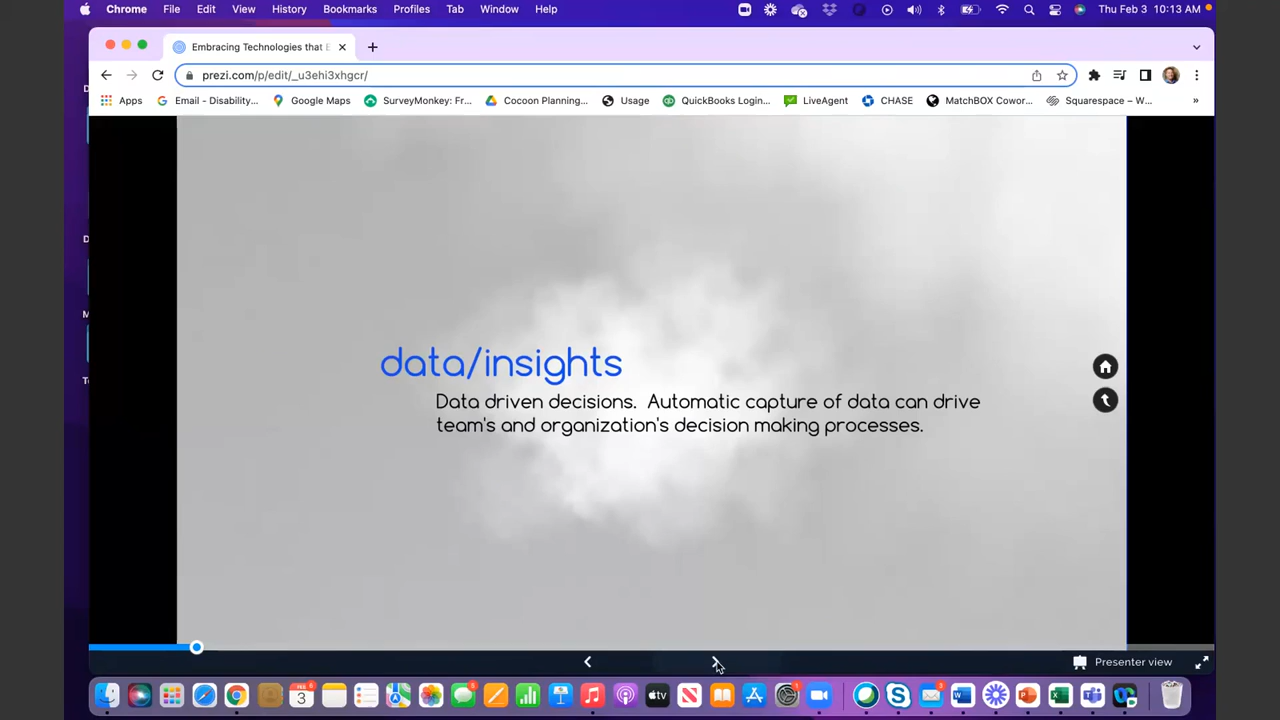 Chrome File Edit View History Bookmarks Profiles Tab Window Help Thu Feb 3 10:13 AM
Embracing Technologies that E
prezi.com/p/edit/_u3ehi3xhgcr/
Apps Email - Disability... Google Maps SurveyMonkey: Fr... Cocoon Planning... Usage QuickBooks Login... LiveAgent CHASE MatchBOX Cowor... Squarespace – W... »
data/insights
Data driven decisions. Automatic capture of data can drive
team's and organization's decision making processes.
Presenter view